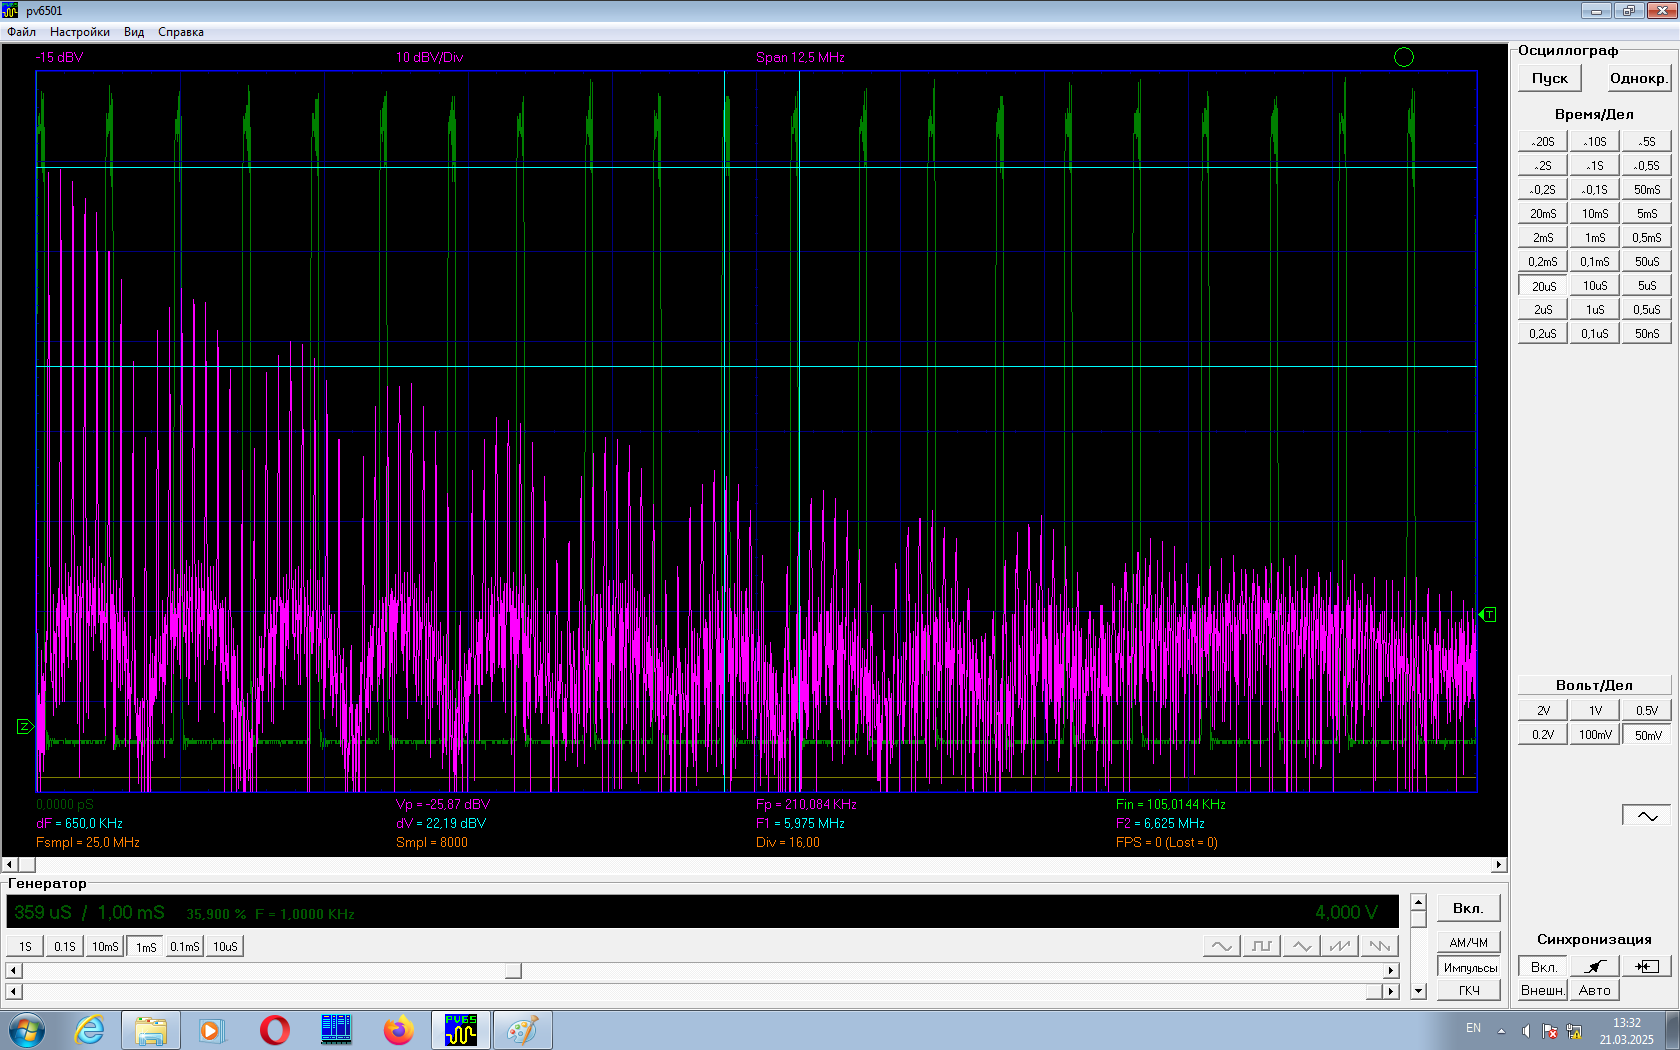 pv6501
Файл Настройки Вид Справка
-15 dBV 10 dBV/Div Span 12,5 MHz
Осциллограф
Пуск Однокр.
Время/Дел
^20S ^10S ^5S
^2S ^1S ^0,5S
^0,2S ^0,1S 50mS
20mS 10mS 5mS
2mS 1mS 0,5mS
0,2mS 0,1mS 50uS
20uS 10uS 5uS
2uS 1uS 0,5uS
0,2uS 0,1uS 50nS
T
Вольт/Дел
2V 1V 0.5V
0.2V 100mV 50mV
Z
0,0000 pS Vp = -25,87 dBV Fp = 210,084 KHz Fin = 105,0144 KHz
dF = 650,0 KHz dV = 22,19 dBV F1 = 5,975 MHz F2 = 6,625 MHz
Fsmpl = 25,0 MHz Smpl = 8000 Div = 16,00 FPS = 0 (Lost = 0)
Генератор
359 uS / 1,00 mS 35,900 % F = 1,0000 KHz 4,000 V
Вкл.
1S 0.1S 10mS 1mS 0.1mS 10uS
АМ/ЧМ
Импульсы
ГКЧ
Синхронизация
Вкл.
Внешн. Авто
PV65
EN
13:32
21.03.2025